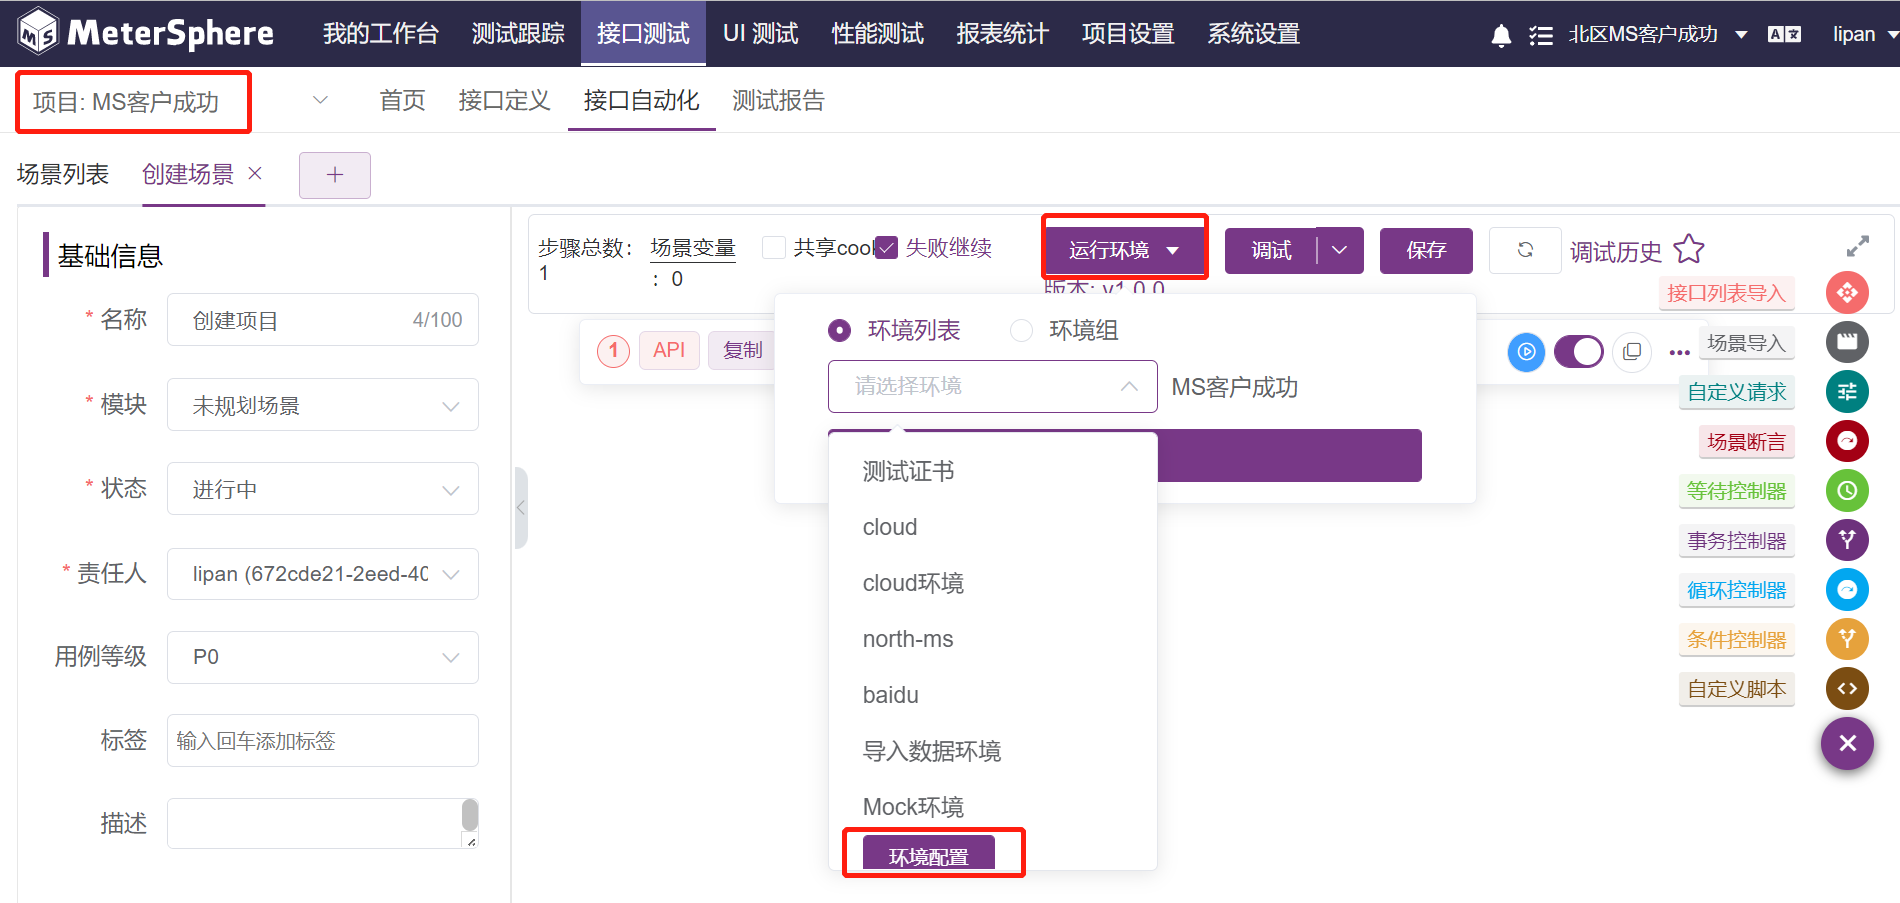 MeterSphere 我的工作台 测试跟踪 接口测试 UI 测试 性能测试 报表统计 项目设置 系统设置 北区MS客户成功 lipan
项目: MS客户成功 首页 接口定义 接口自动化 测试报告
场景列表 创建场景 × +
基础信息
* 名称 创建项目 4/100
* 模块 未规划场景
* 状态 进行中
* 责任人 lipan (672cde21-2eed-40
用例等级 P0
标签 输入回车添加标签
描述
步骤总数: 1
场景变量 : 0
共享cook
失败继续
运行环境
调试
保存
调试历史
版本: v1.0.0
1 API 复制
环境列表 环境组
请选择环境 MS客户成功
测试证书
cloud
cloud环境
north-ms
baidu
导入数据环境
Mock环境
环境配置
接口列表导入
场景导入
自定义请求
场景断言
等待控制器
事务控制器
循环控制器
条件控制器
自定义脚本